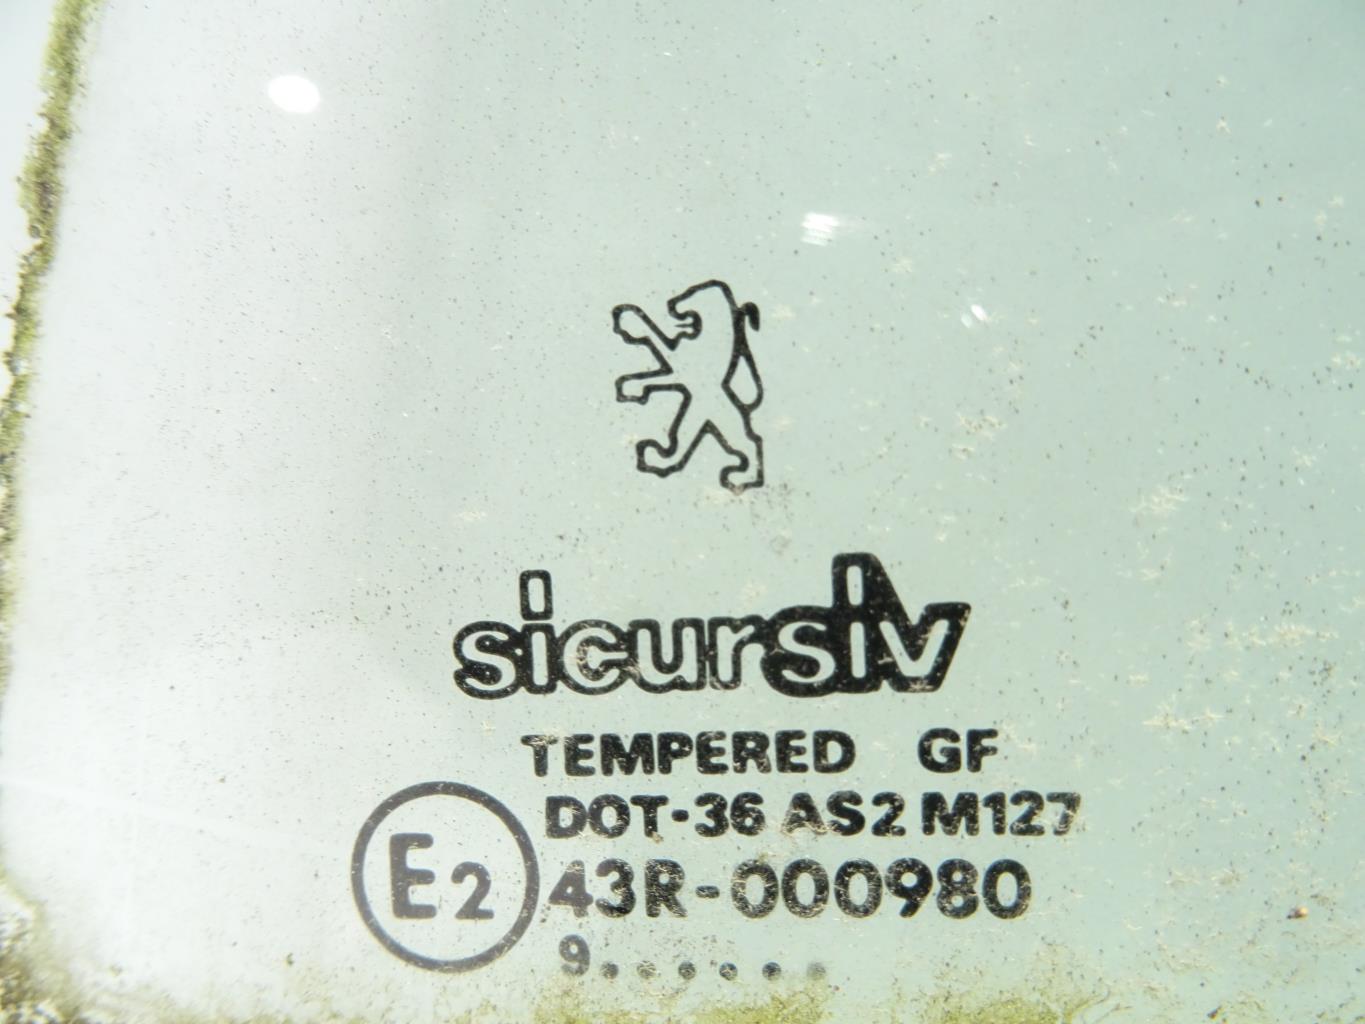 sicursiv
TEMPERED GF
DOT·36 AS2 M127
E2
43R-000980
9......